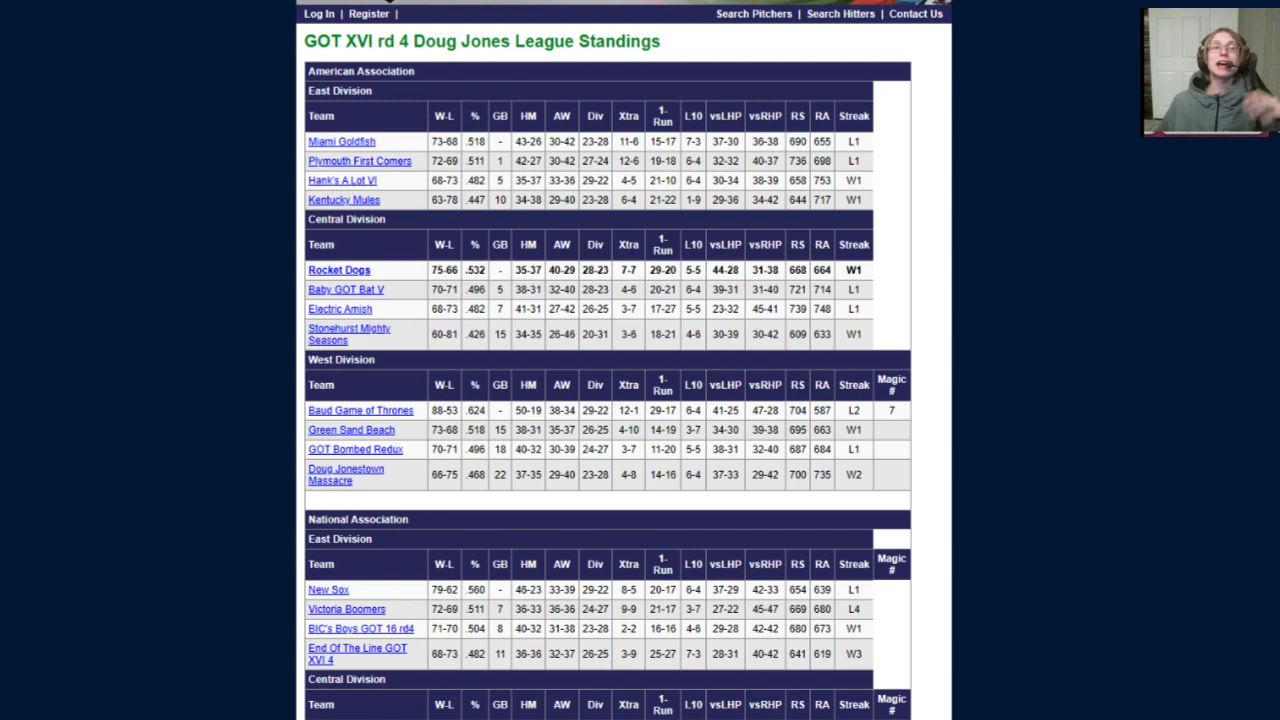 Log In | Register |
Search Pitchers | Search Hitters | Contact Us
GOT XVI rd 4 Doug Jones League Standings
American Association
East Division
Team W-L % GB HM AW Div Xtra 1-Run L10 vsLHP vsRHP RS RA Streak
Miami Goldfish 73-68 .518 - 43-26 30-42 23-28 11-6 15-17 7-3 37-30 36-38 690 655 L1
Plymouth First Comers 72-69 .511 1 42-27 30-42 27-24 12-6 19-18 6-4 32-32 40-37 736 698 L1
Hank's A Lot VI 68-73 .482 5 35-37 33-36 29-22 4-5 21-10 6-4 30-34 38-39 658 753 W1
Kentucky Mules 63-78 .447 10 34-38 29-40 23-28 6-4 21-22 1-9 29-36 34-42 644 717 W1
Central Division
Team W-L % GB HM AW Div Xtra 1-Run L10 vsLHP vsRHP RS RA Streak
Rocket Dogs 75-66 .532 - 35-37 40-29 28-23 7-7 29-20 5-5 44-28 31-38 668 664 W1
Baby GOT Bat V 70-71 .496 5 38-31 32-40 28-23 4-6 20-21 6-4 39-31 31-40 721 714 L1
Electric Amish 68-73 .482 7 41-31 27-42 26-25 3-7 17-27 5-5 23-32 45-41 739 748 L1
Stonehurst Mighty Seasons 60-81 .426 15 34-35 26-46 20-31 3-6 18-21 4-6 30-39 30-42 609 633 W1
West Division
Team W-L % GB HM AW Div Xtra 1-Run L10 vsLHP vsRHP RS RA Streak Magic #
Baud Game of Thrones 88-53 .624 - 50-19 38-34 29-22 12-1 29-17 6-4 41-25 47-28 704 587 L2 7
Green Sand Beach 73-68 .518 15 38-31 35-37 26-25 4-10 14-19 3-7 34-30 39-38 695 663 W1
GOT Bombed Redux 70-71 .496 18 40-32 30-39 24-27 3-7 11-20 5-5 38-31 32-40 687 684 L1
Doug Jonestown Massacre 66-75 .468 22 37-35 29-40 23-28 4-8 14-16 6-4 37-33 29-42 700 735 W2
National Association
East Division
Team W-L % GB HM AW Div Xtra 1-Run L10 vsLHP vsRHP RS RA Streak Magic #
New Sox 79-62 .560 - 46-23 33-39 29-22 8-5 20-17 6-4 37-29 42-33 654 639 L1
Victoria Boomers 72-69 .511 7 36-33 36-36 24-27 9-9 21-17 3-7 27-22 45-47 669 680 L4
BIC's Boys GOT 16 rd4 71-70 .504 8 40-32 31-38 23-28 2-2 16-16 4-6 29-28 42-42 680 673 W1
End Of The Line GOT XVI 4 68-73 .482 11 36-36 32-37 26-25 3-9 25-27 7-3 28-31 40-42 641 619 W3
Central Division
Team W-L % GB HM AW Div Xtra 1-Run L10 vsLHP vsRHP RS RA Streak Magic #